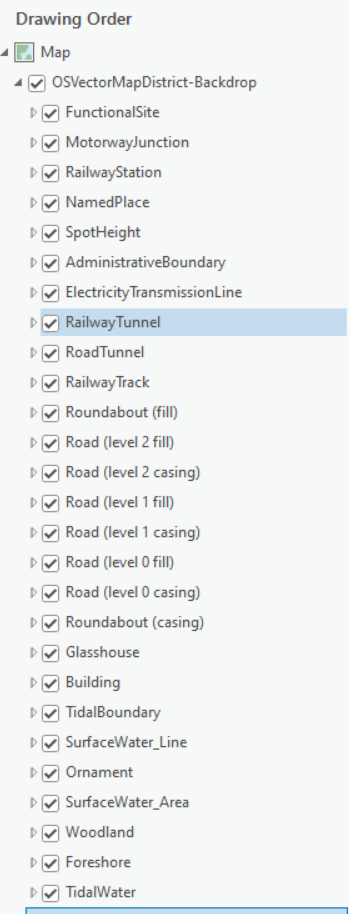 Drawing Order
Map
OSVectorMapDistrict-Backdrop
FunctionalSite
MotorwayJunction
RailwayStation
NamedPlace
SpotHeight
AdministrativeBoundary
ElectricityTransmissionLine
RailwayTunnel
RoadTunnel
RailwayTrack
Roundabout (fill)
Road (level 2 fill)
Road (level 2 casing)
Road (level 1 fill)
Road (level 1 casing)
Road (level 0 fill)
Road (level 0 casing)
Roundabout (casing)
Glasshouse
Building
TidalBoundary
SurfaceWater_Line
Ornament
SurfaceWater_Area
Woodland
Foreshore
TidalWater